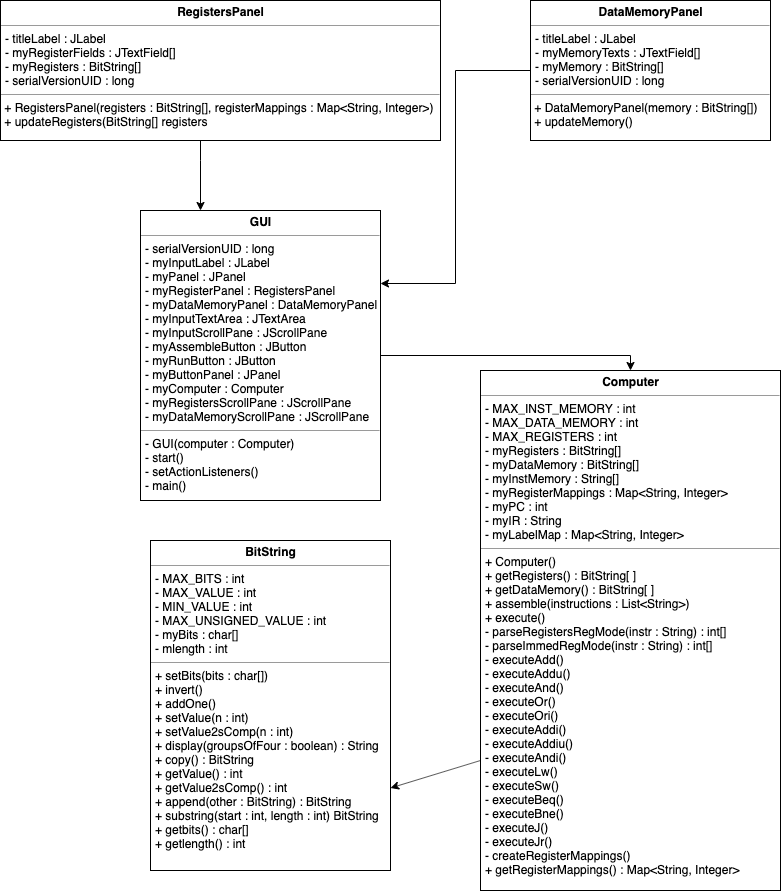 RegistersPanel
- titleLabel : JLabel
- myRegisterFields : JTextField[]
- myRegisters : BitString[]
- serialVersionUID : long
+ RegistersPanel(registers : BitString[], registerMappings : Map<String, Integer>)
+ updateRegisters(BitString[] registers
DataMemoryPanel
- titleLabel : JLabel
- myMemoryTexts : JTextField[]
- myMemory : BitString[]
- serialVersionUID : long
+ DataMemoryPanel(memory : BitString[])
+ updateMemory()
GUI
- serialVersionUID : long
- myInputLabel : JLabel
- myPanel : JPanel
- myRegisterPanel : RegistersPanel
- myDataMemoryPanel : DataMemoryPanel
- myInputTextArea : JTextArea
- myInputScrollPane : JScrollPane
- myAssembleButton : JButton
- myRunButton : JButton
- myButtonPanel : JPanel
- myComputer : Computer
- myRegistersScrollPane : JScrollPane
- myDataMemoryScrollPane : JScrollPane
- GUI(computer : Computer)
- start()
- setActionListeners()
- main()
Computer
- MAX_INST_MEMORY : int
- MAX_DATA_MEMORY : int
- MAX_REGISTERS : int
- myRegisters : BitString[]
- myDataMemory : BitString[]
- myInstMemory : String[]
- myRegisterMappings : Map<String, Integer>
- myPC : int
- myIR : String
- myLabelMap : Map<String, Integer>
+ Computer()
+ getRegisters() : BitString[ ]
+ getDataMemory() : BitString[ ]
+ assemble(instructions : List<String>)
+ execute()
- parseRegistersRegMode(instr : String) : int[]
- parseImmedRegMode(instr : String) : int[]
- executeAdd()
- executeAddu()
- executeAnd()
- executeOr()
- executeOri()
- executeAddi()
- executeAddiu()
- executeAndi()
- executeLw()
- executeSw()
- executeBeq()
- executeBne()
- executeJ()
- executeJr()
- createRegisterMappings()
+ getRegisterMappings() : Map<String, Integer>
BitString
- MAX_BITS : int
- MAX_VALUE : int
- MIN_VALUE : int
- MAX_UNSIGNED_VALUE : int
- myBits : char[]
- mlength : int
+ setBits(bits : char[])
+ invert()
+ addOne()
+ setValue(n : int)
+ setValue2sComp(n : int)
+ display(groupsOfFour : boolean) : String
+ copy() : BitString
+ getValue() : int
+ getValue2sComp() : int
+ append(other : BitString) : BitString
+ substring(start : int, length : int) BitString
+ getbits() : char[]
+ getlength() : int